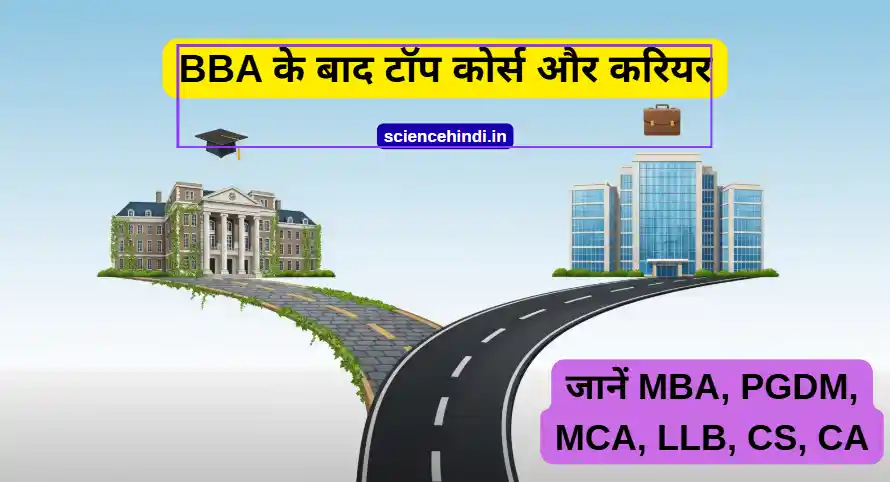 BBA के बाद टॉप कोर्स और करियर
sciencehindi.in
जानें MBA, PGDM,
MCA, LLB, CS, CA